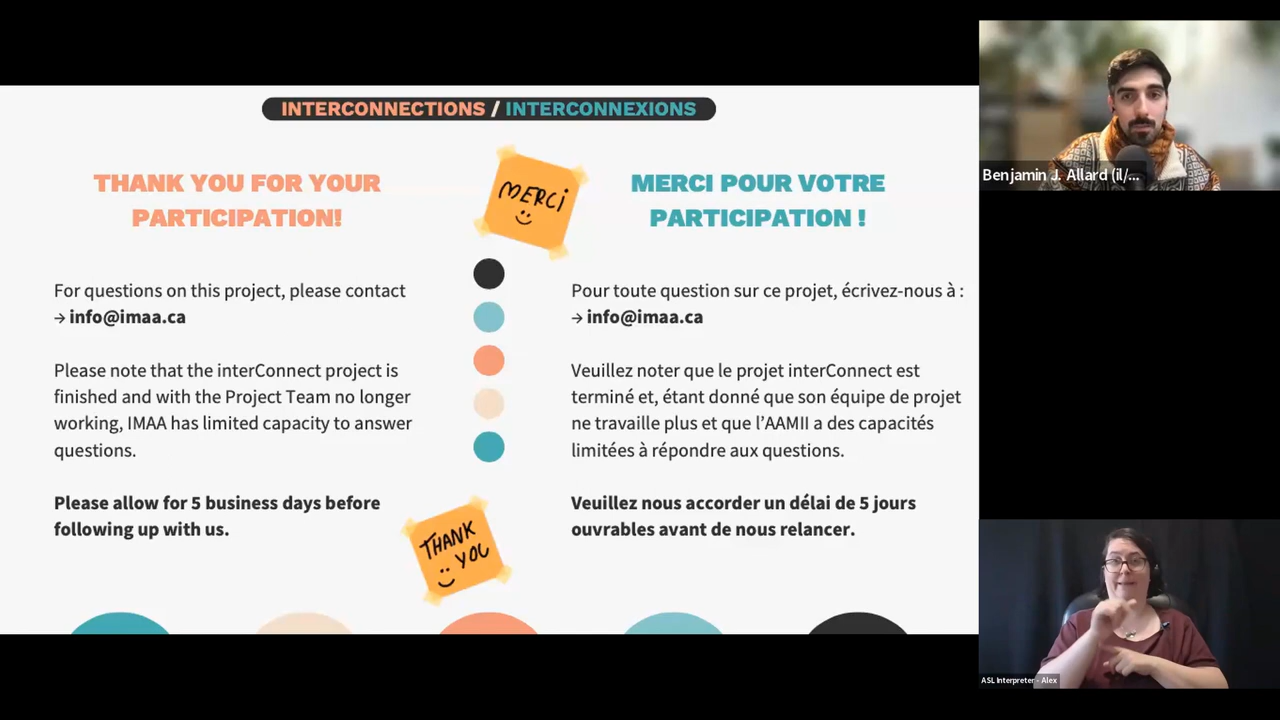 INTERCONNECTIONS / INTERCONNEXIONS
THANK YOU FOR YOUR
PARTICIPATION!
For questions on this project, please contact
→ info@imaa.ca
Please note that the interConnect project is
finished and with the Project Team no longer
working, IMAA has limited capacity to answer
questions.
Please allow for 5 business days before
following up with us.
MERCI
THANK
YOU
MERCI POUR VOTRE
PARTICIPATION !
Pour toute question sur ce projet, écrivez-nous à :
→ info@imaa.ca
Veuillez noter que le projet interConnect est
terminé et, étant donné que son équipe de projet
ne travaille plus et que l’AAMII a des capacités
limitées à répondre aux questions.
Veuillez nous accorder un délai de 5 jours
ouvrables avant de nous relancer.
Benjamin J. Allard (il/...
ASL Interpreter - Alex